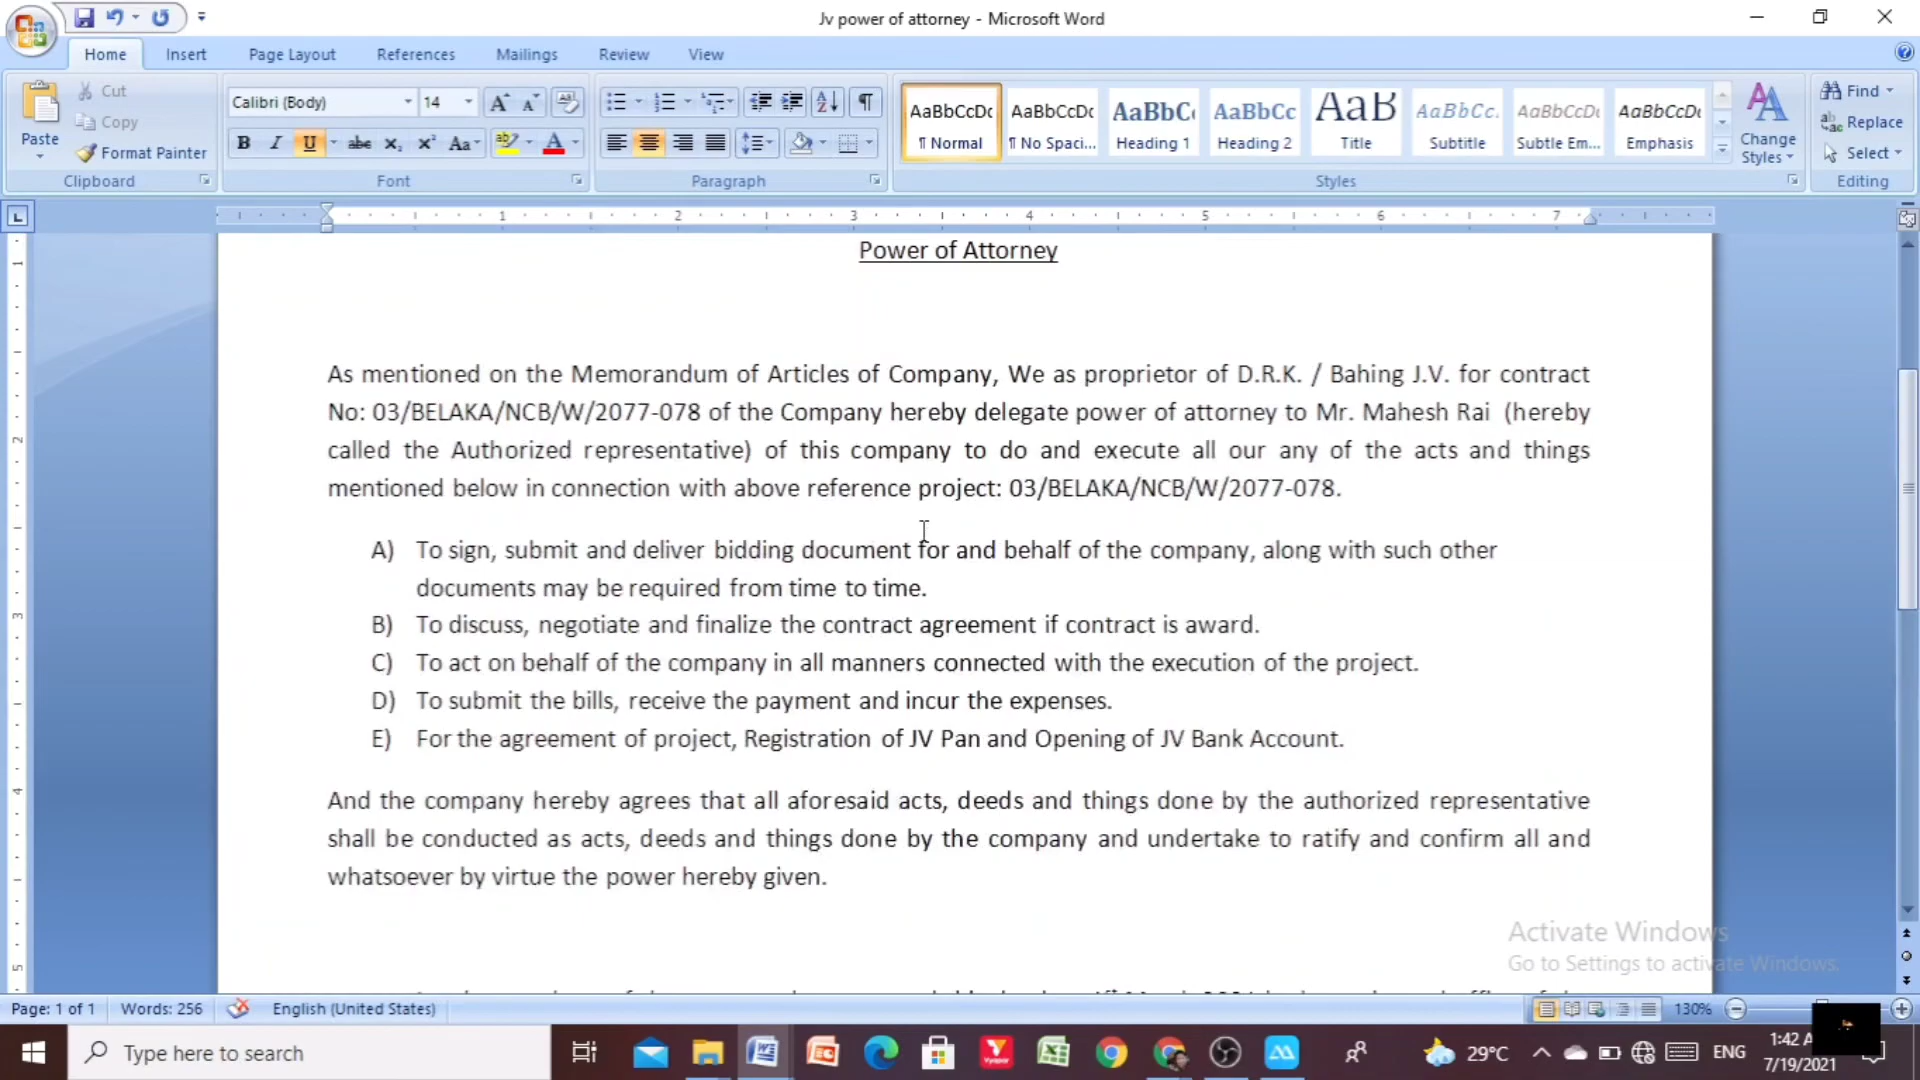 Jv power of attorney - Microsoft Word
Home Insert Page Layout References Mailings Review View
Paste
Cut
Copy
Format Painter
Clipboard
Calibri (Body) 14
Font
Paragraph
AaBbCcDc AaBbCcDc AaBbC AaBbCc AaB AaBbCc. AaBbCcDc AaBbCcDc
¶ Normal ¶ No Spaci... Heading 1 Heading 2 Title Subtitle Subtle Em... Emphasis
Change
Styles
Styles
Find
Replace
Select
Editing
1 2 3 4 5 6 7
Power of Attorney
As mentioned on the Memorandum of Articles of Company, We as proprietor of D.R.K. / Bahing J.V. for contract
No: 03/BELAKA/NCB/W/2077-078 of the Company hereby delegate power of attorney to Mr. Mahesh Rai (hereby
called the Authorized representative) of this company to do and execute all our any of the acts and things
mentioned below in connection with above reference project: 03/BELAKA/NCB/W/2077-078.
A) To sign, submit and deliver bidding document for and behalf of the company, along with such other
documents may be required from time to time.
B) To discuss, negotiate and finalize the contract agreement if contract is award.
C) To act on behalf of the company in all manners connected with the execution of the project.
D) To submit the bills, receive the payment and incur the expenses.
E) For the agreement of project, Registration of JV Pan and Opening of JV Bank Account.
And the company hereby agrees that all aforesaid acts, deeds and things done by the authorized representative
shall be conducted as acts, deeds and things done by the company and undertake to ratify and confirm all and
whatsoever by virtue the power hereby given.
Activate Windows
Go to Settings to activate Windows.
Page: 1 of 1 Words: 256 English (United States) 130%
Type here to search
29°C ENG
1:42 A
7/19/2021